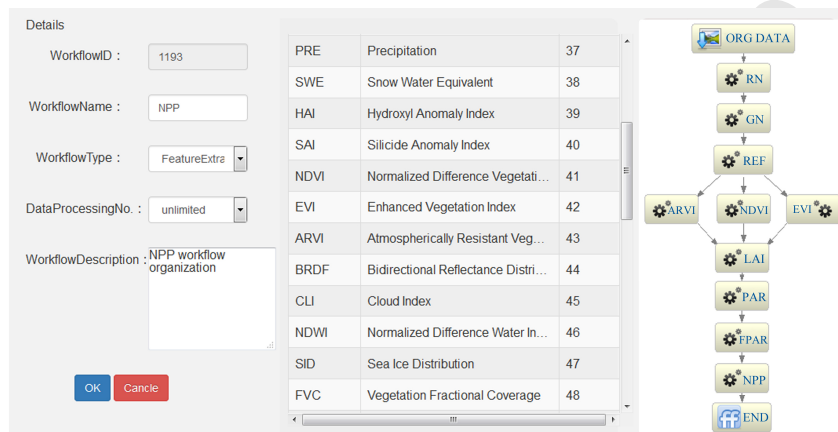 Details
WorkflowID : 1193
WorkflowName : NPP
WorkflowType : FeatureExtra
DataProcessingNo. : unlimited
WorkflowDescription : NPP workflow
organization
OK Cancle
PRE Precipitation 37
SWE Snow Water Equivalent 38
HAI Hydroxyl Anomaly Index 39
SAI Silicide Anomaly Index 40
NDVI Normalized Difference Vegetati... 41
EVI Enhanced Vegetation Index 42
ARVI Atmospherically Resistant Veg... 43
BRDF Bidirectional Reflectance Distri... 44
CLI Cloud Index 45
NDWI Normalized Difference Water In... 46
SID Sea Ice Distribution 47
FVC Vegetation Fractional Coverage 48
ORG DATA
RN
GN
REF
ARVI NDVI EVI
LAI
PAR
FPAR
NPP
END